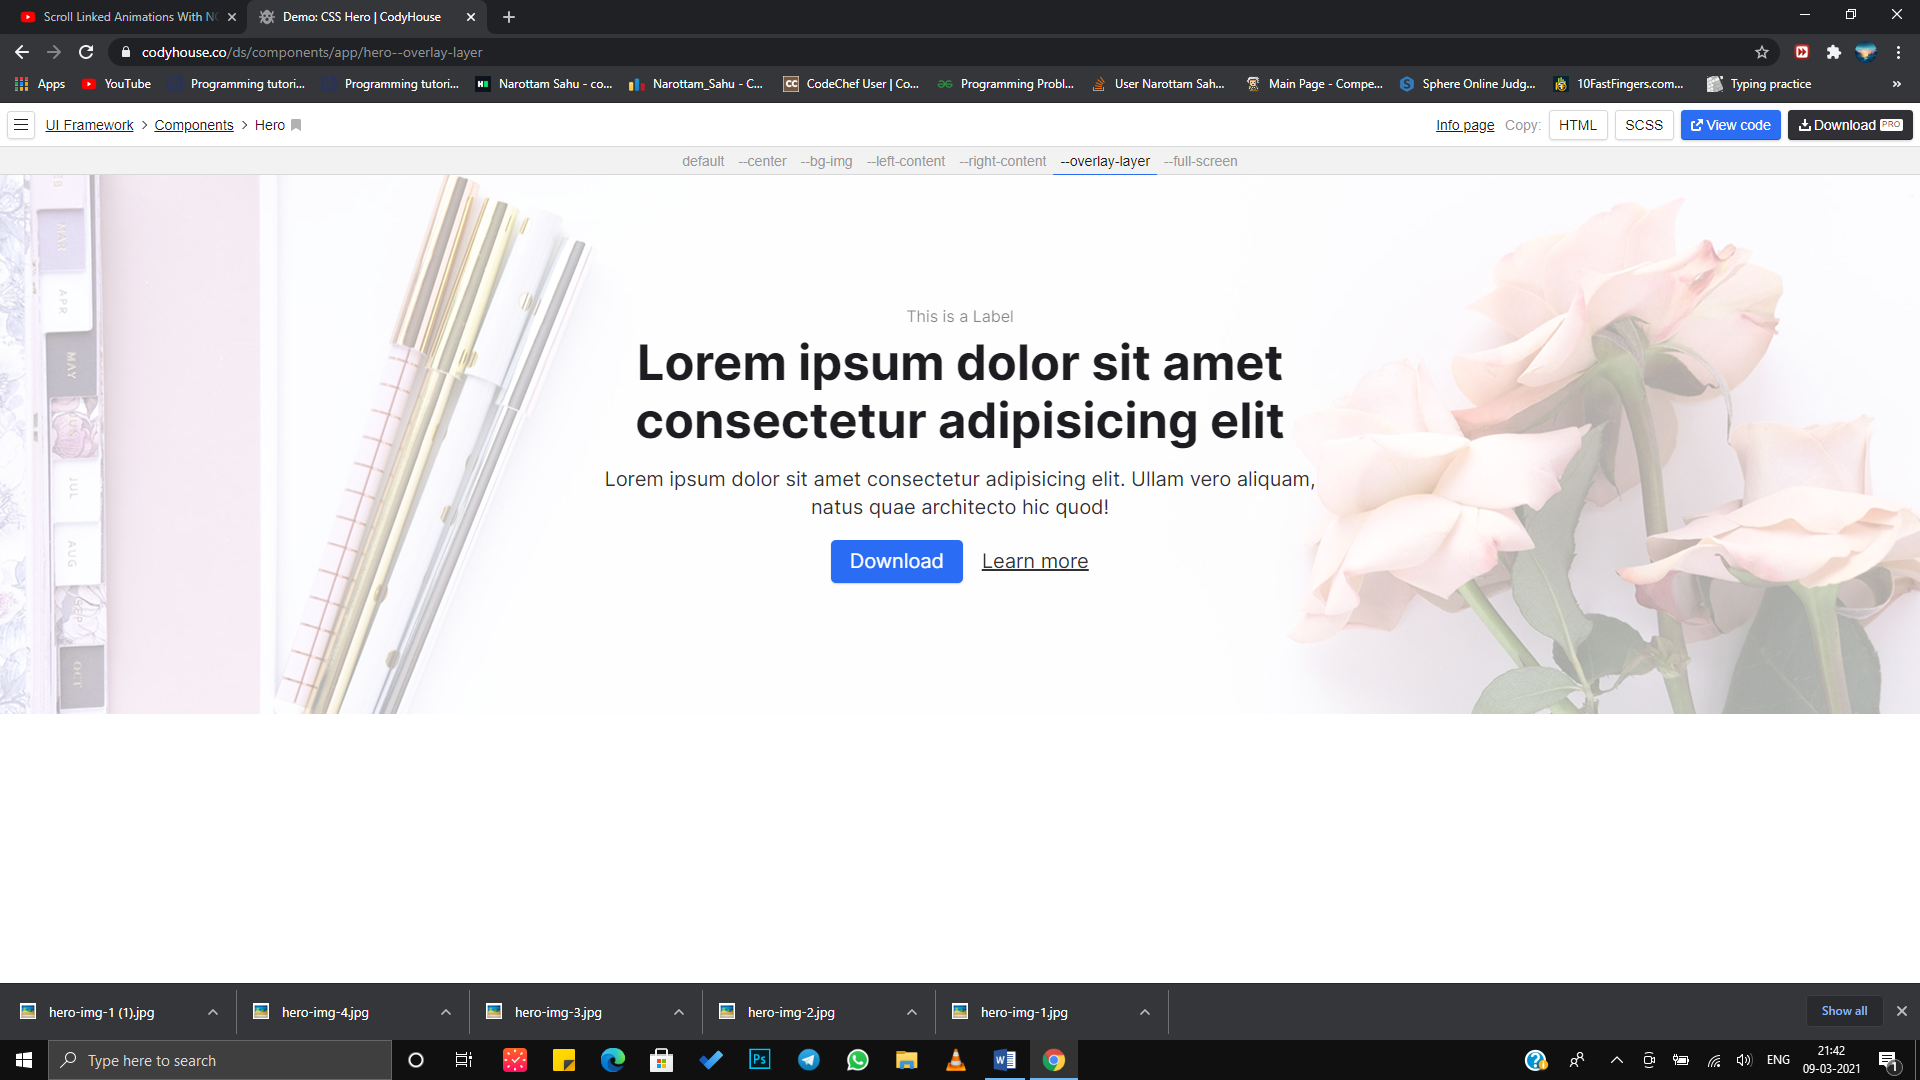 Scroll Linked Animations With NO
Demo: CSS Hero | CodyHouse
codyhouse.co/ds/components/app/hero--overlay-layer
Apps
YouTube
Programming tutori...
Programming tutori...
Narottam Sahu - co...
Narottam_Sahu - C...
CodeChef User | Co...
Programming Probl...
User Narottam Sah...
Main Page - Compe...
Sphere Online Judg...
10FastFingers.com...
Typing practice
»
UI Framework > Components > Hero
Info page Copy: HTML SCSS View code Download PRO
default --center --bg-img --left-content --right-content --overlay-layer --full-screen
MAR
APR
MAY
JUL
AUG
SEP
OCT
This is a Label
Lorem ipsum dolor sit amet
consectetur adipisicing elit
Lorem ipsum dolor sit amet consectetur adipisicing elit. Ullam vero aliquam,
natus quae architecto hic quod!
Download Learn more
hero-img-1 (1).jpg
hero-img-4.jpg
hero-img-3.jpg
hero-img-2.jpg
hero-img-1.jpg
Show all
Type here to search
Ps
ENG
21:42
09-03-2021
1